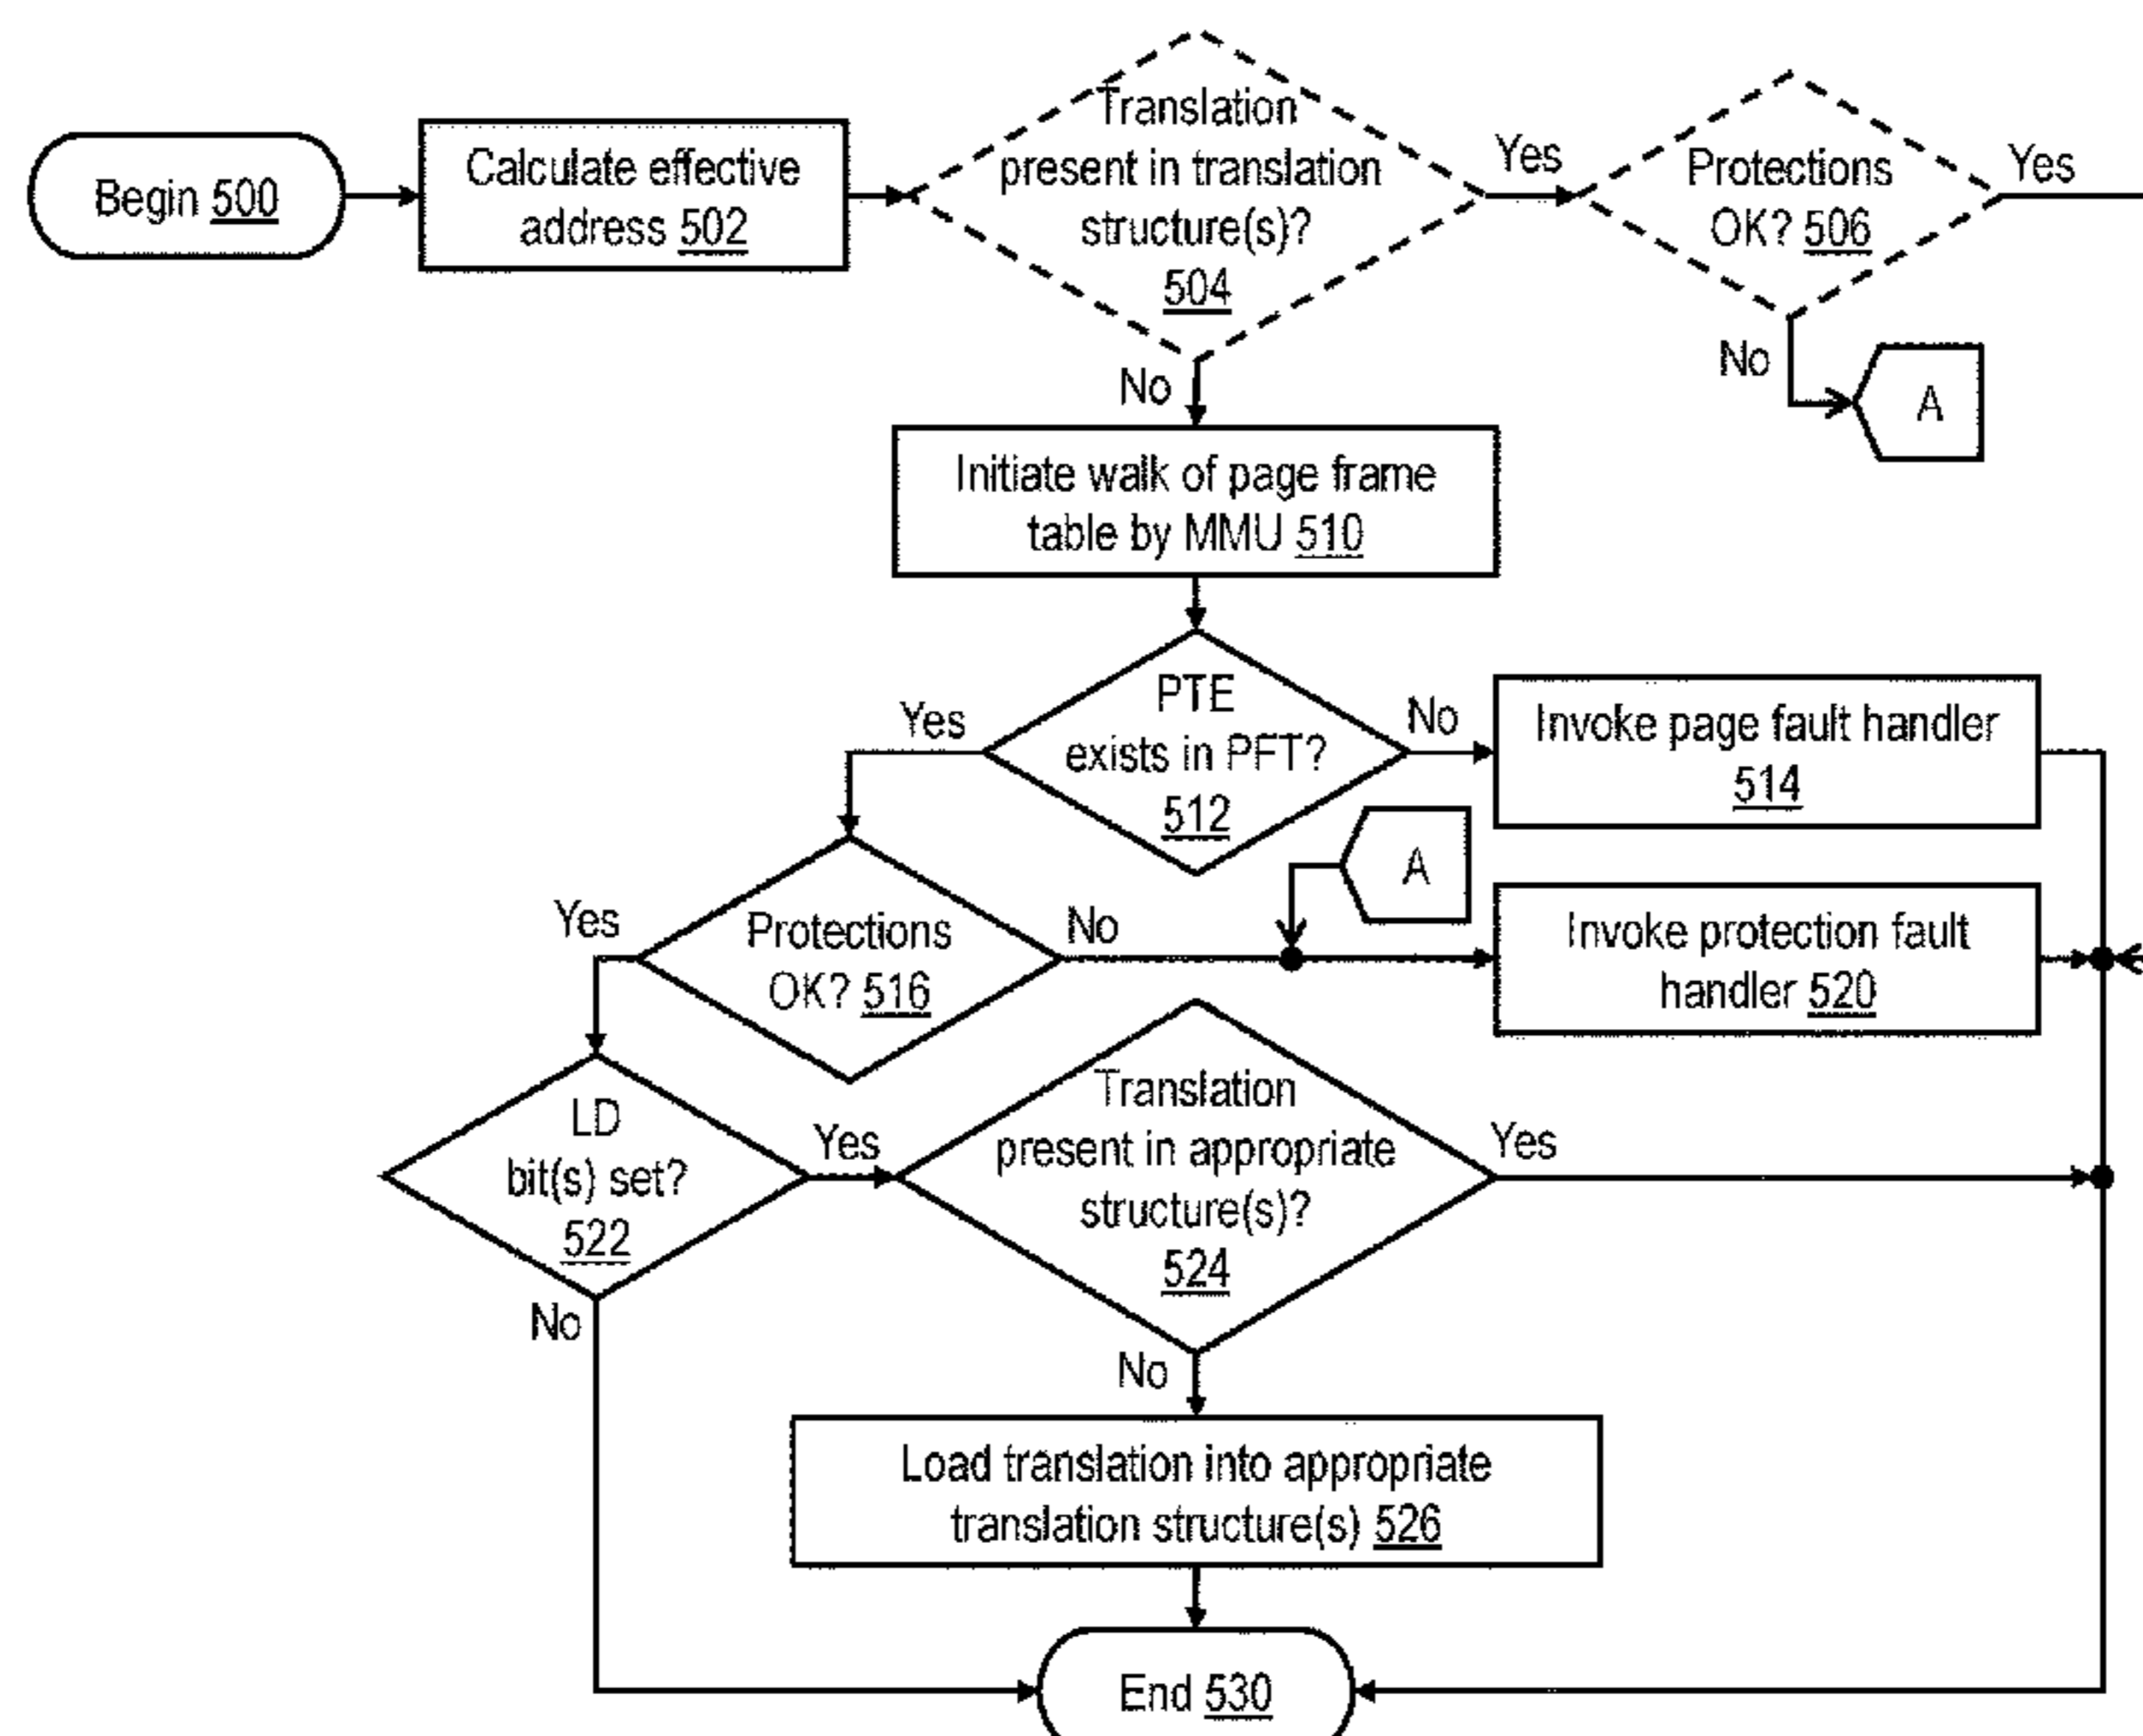 Begin 500
Calculate effective
address 502
Translation
present in translation
structure(s)?
504
Yes
Protections
OK? 506
Yes
No
A
No
Initiate walk of page frame
table by MMU 510
PTE
exists in PFT?
512
Yes
No
Invoke page fault handler
514
A
Protections
OK? 516
Yes
No
Invoke protection fault
handler 520
LD
bit(s) set?
522
Yes
No
Translation
present in appropriate
structure(s)?
524
Yes
No
Load translation into appropriate
translation structure(s) 526
End 530